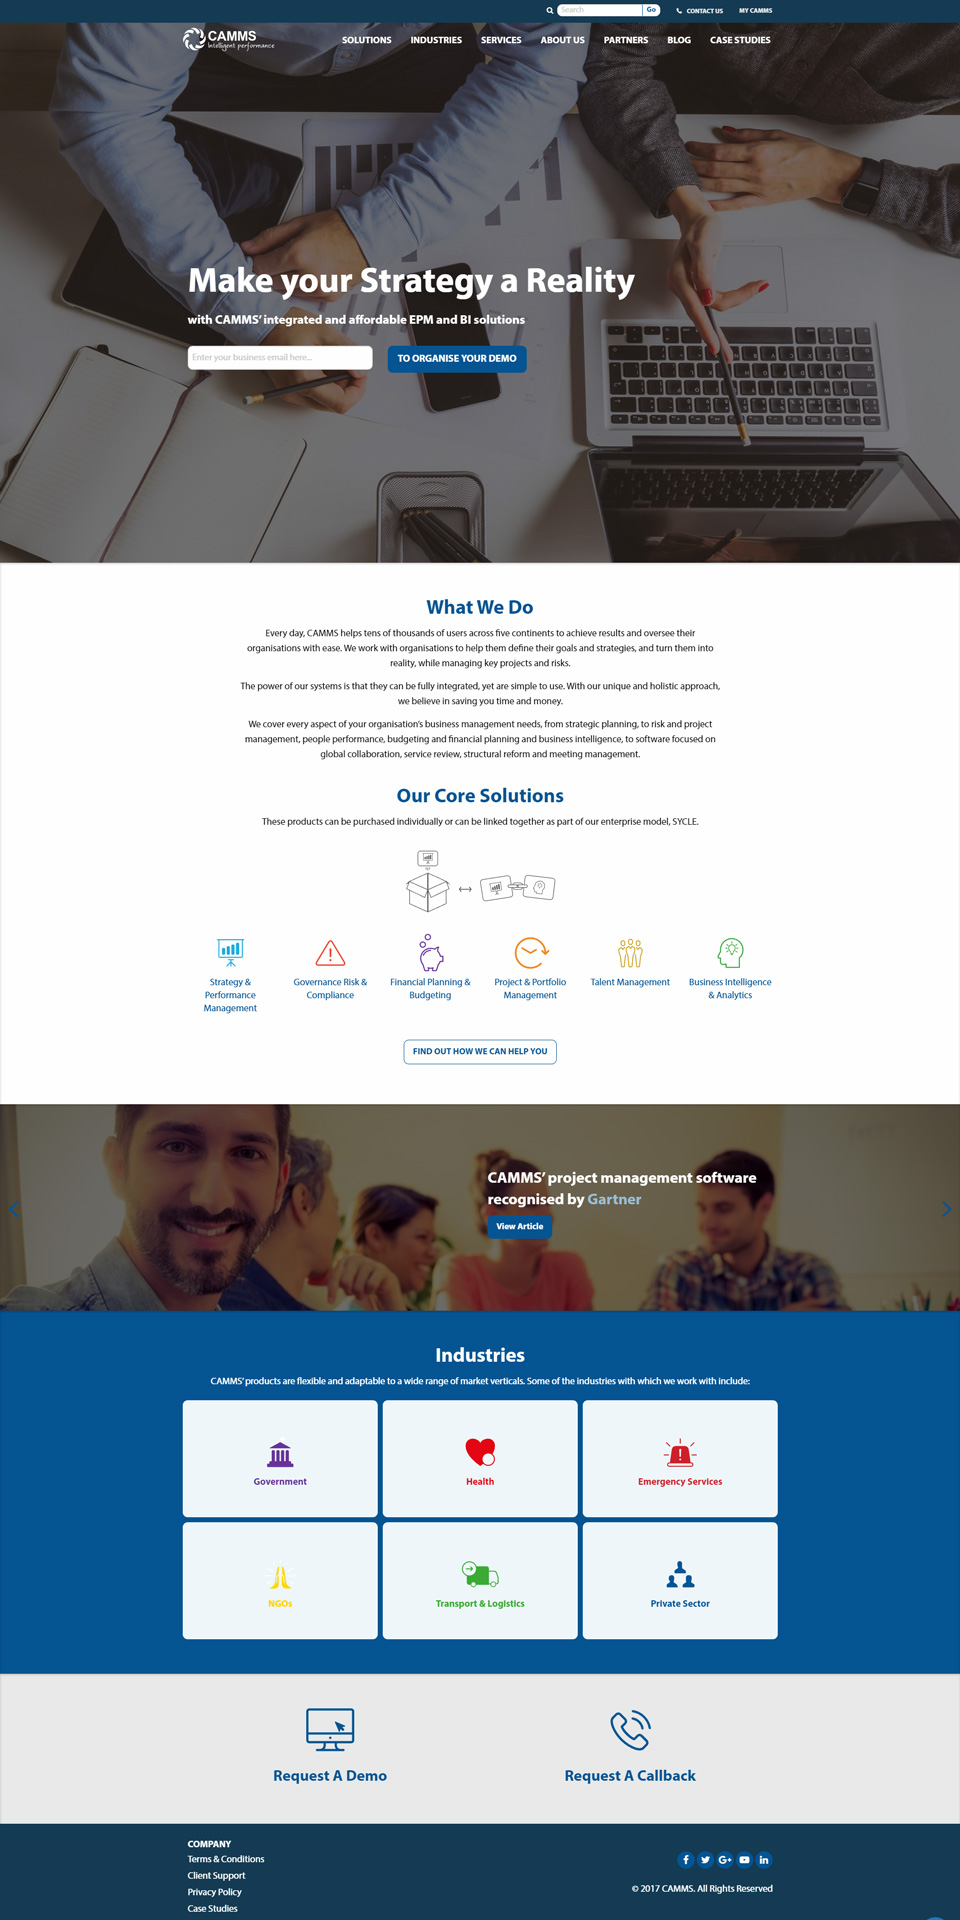 Search
Go
CONTACT US
MY CAMMS
CAMMS
Intelligent performance
SOLUTIONS
INDUSTRIES
SERVICES
ABOUT US
PARTNERS
BLOG
CASE STUDIES
Make your Strategy a Reality
with CAMMS' integrated and affordable EPM and BI solutions
Enter your business email here...
TO ORGANISE YOUR DEMO
What We Do
Every day, CAMMS helps tens of thousands of users across five continents to achieve results and oversee their
organisations with ease. We work with organisations to help them define their goals and strategies, and turn them into
reality, while managing key projects and risks.
The power of our systems is that they can be fully integrated, yet are simple to use. With our unique and holistic approach,
we believe in saving you time and money.
We cover every aspect of your organisation's business management needs, from strategic planning, to risk and project
management, people performance, budgeting and financial planning and business intelligence, to software focused on
global collaboration, service review, structural reform and meeting management.
Our Core Solutions
These products can be purchased individually or can be linked together as part of our enterprise model, SYCLE.
Strategy &
Performance
Management
Governance Risk &
Compliance
Financial Planning &
Budgeting
Project & Portfolio
Management
Talent Management
Business Intelligence
& Analytics
FIND OUT HOW WE CAN HELP YOU
CAMMS' project management software
recognised by Gartner
View Article
Industries
CAMMS' products are flexible and adaptable to a wide range of market verticals. Some of the industries with which we work with include:
Government
Health
Emergency Services
NGOs
Transport & Logistics
Private Sector
Request A Demo
Request A Callback
COMPANY
Terms & Conditions
Client Support
Privacy Policy
Case Studies
© 2017 CAMMS. All Rights Reserved